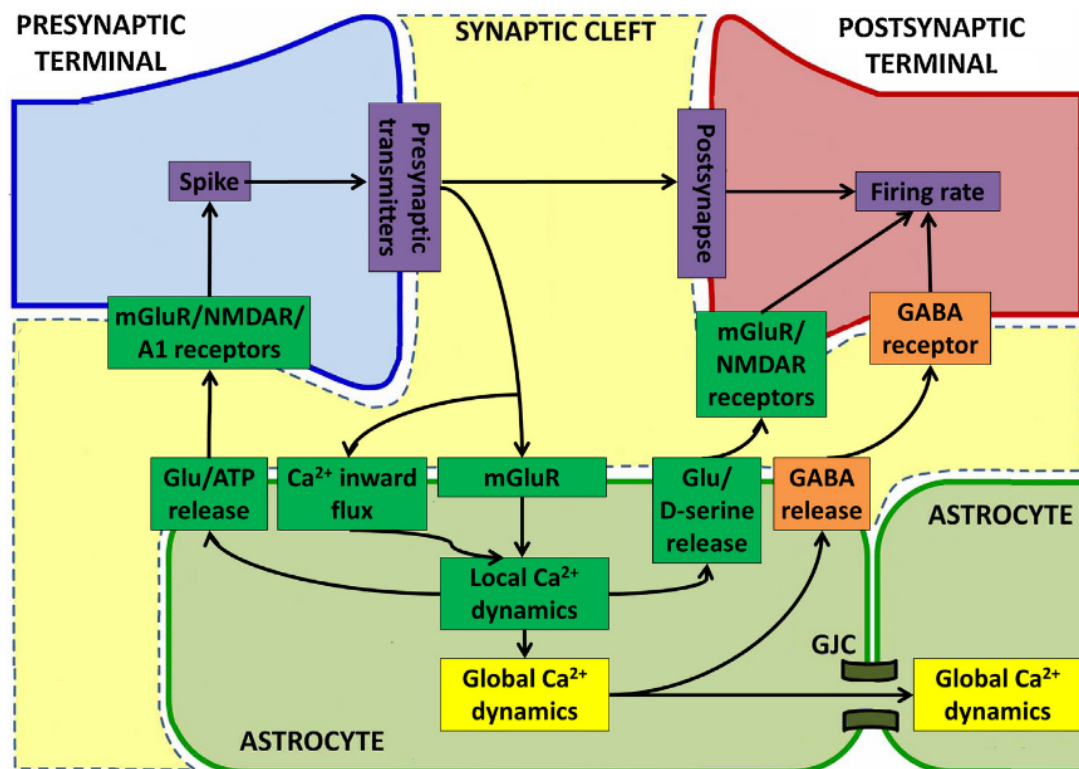 PRESYNAPTIC
TERMINAL
SYNAPTIC CLEFT
POSTSYNAPTIC
TERMINAL
Spike
Presynaptic
transmitters
Postsynapse
Firing rate
mGluR/NMDAR/
A1 receptors
mGluR/
NMDAR
receptors
GABA
receptor
Glu/ATP
release
Ca²⁺ inward
flux
mGluR
Glu/
D-serine
release
GABA
release
ASTROCYTE
Local Ca²⁺
dynamics
GJC
Global Ca²⁺
dynamics
Global Ca²⁺
dynamics
ASTROCYTE